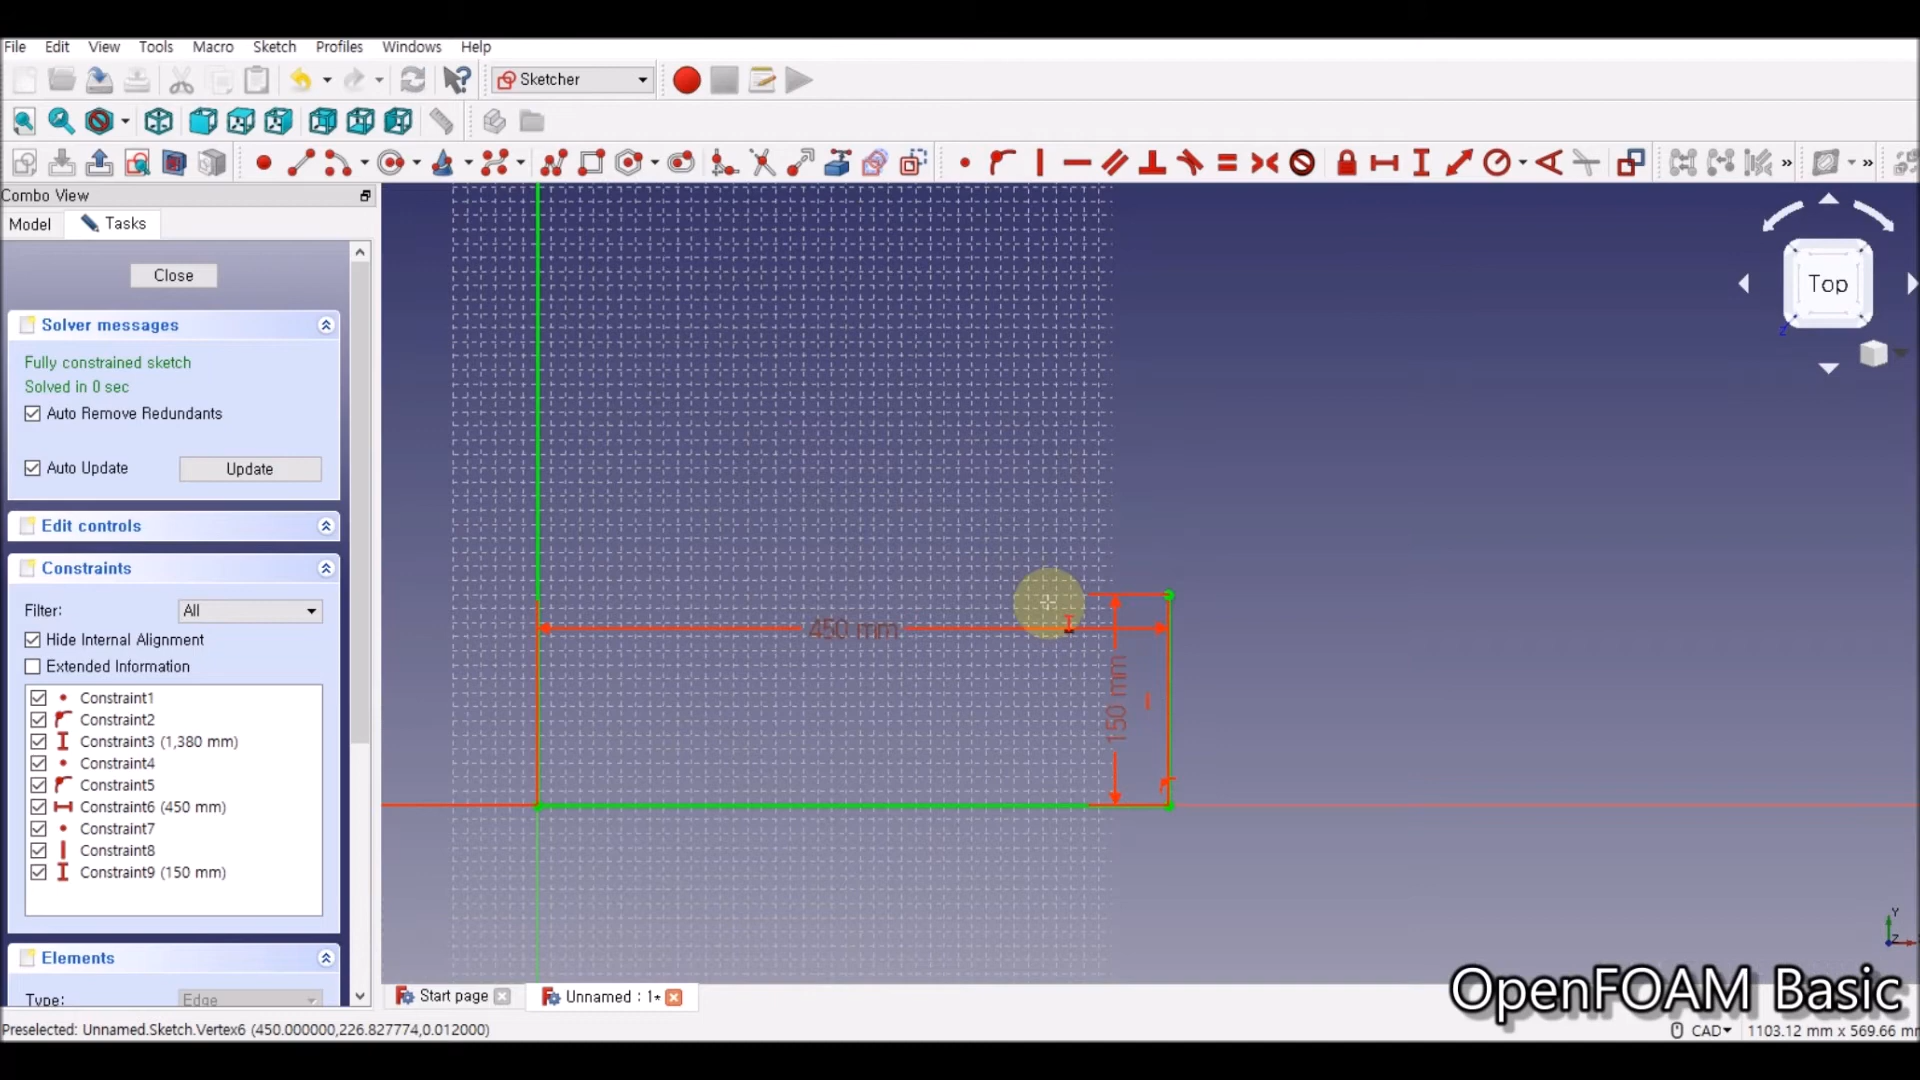 File Edit View Tools Macro Sketch Profiles Windows Help
Sketcher
Combo View
Model Tasks
Close
Solver messages
Fully constrained sketch
Solved in 0 sec
Auto Remove Redundants
Auto Update Update
Edit controls
Constraints
Filter: All
Hide Internal Alignment
Extended Information
Constraint1
Constraint2
Constraint3 (1,380 mm)
Constraint4
Constraint5
Constraint6 (450 mm)
Constraint7
Constraint8
Constraint9 (150 mm)
Elements
Type: Edge
450 mm
150 mm
Top
Z
Y
Z
Start page Unnamed : 1*
OpenFOAM Basic
Preselected: Unnamed.Sketch.Vertex6 (450.000000,226.827774,0.012000)
CAD 1103.12 mm x 569.66 mm